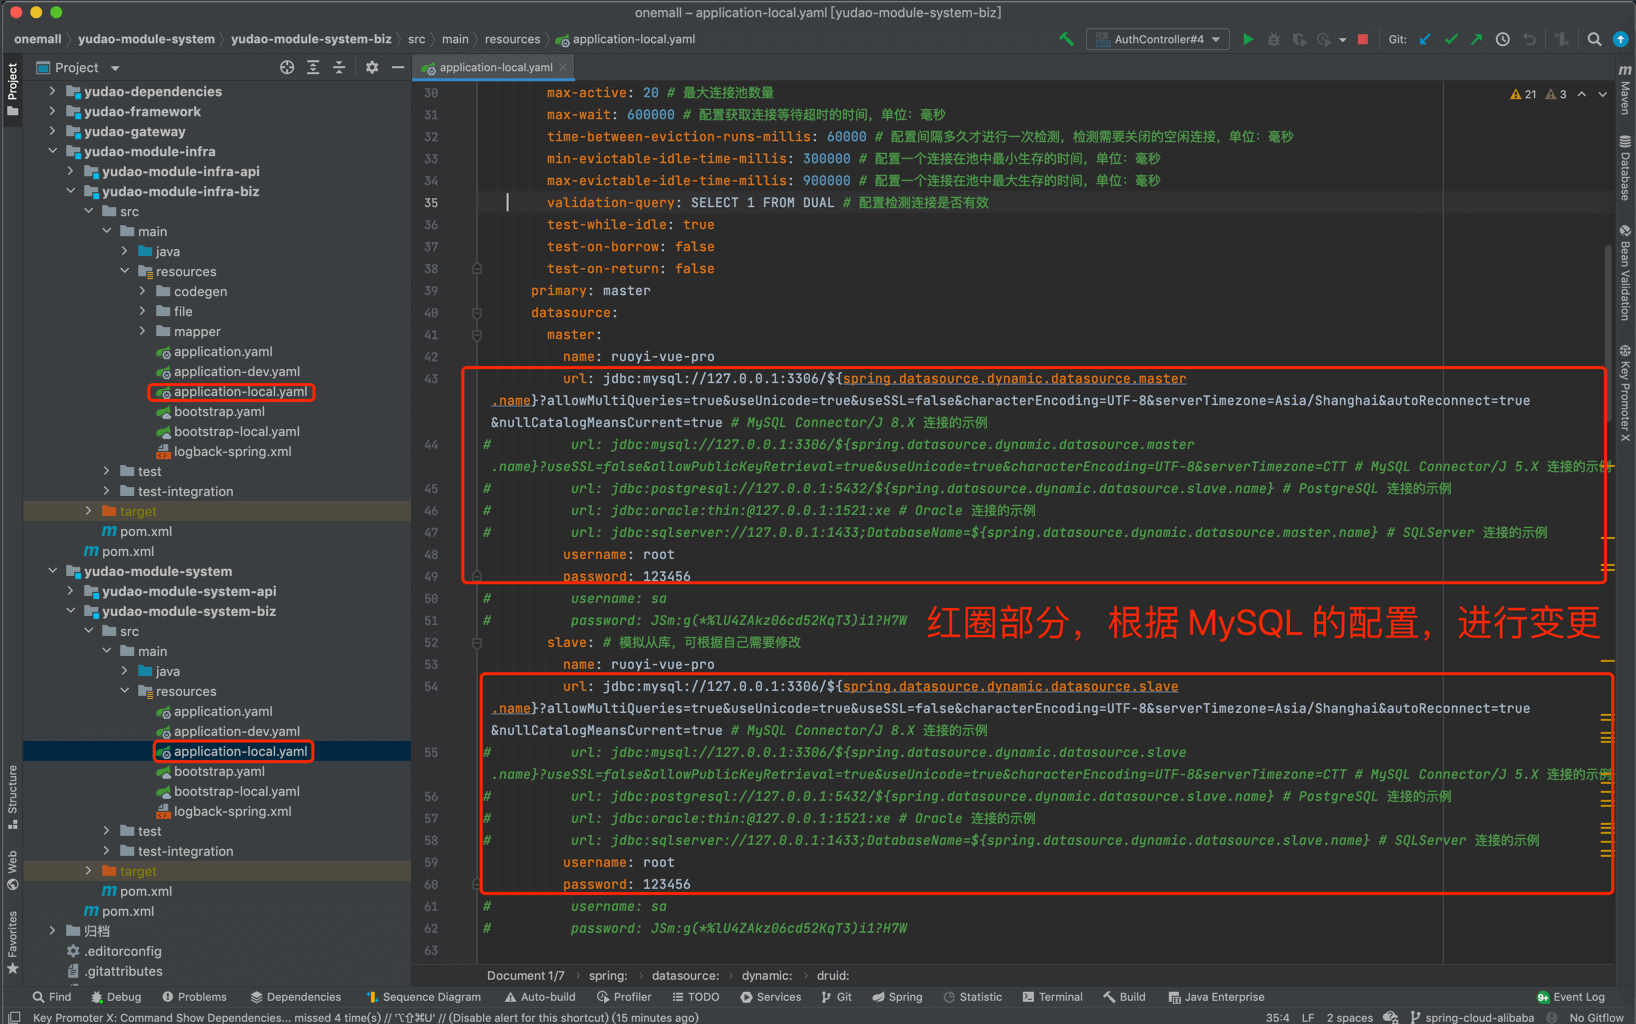 onemall – application-local.yaml [yudao-module-system-biz]
onemall
yudao-module-system
yudao-module-system-biz
src
main
resources
application-local.yaml
AuthController#4
Git:
Project
application-local.yaml
Project
Structure
Web
Favorites
yudao-dependencies
yudao-framework
yudao-gateway
yudao-module-infra
yudao-module-infra-api
yudao-module-infra-biz
src
main
java
resources
codegen
file
mapper
application.yaml
application-dev.yaml
application-local.yaml
bootstrap.yaml
bootstrap-local.yaml
logback-spring.xml
test
test-integration
target
pom.xml
pom.xml
yudao-module-system
yudao-module-system-api
yudao-module-system-biz
src
main
java
resources
application.yaml
application-dev.yaml
application-local.yaml
bootstrap.yaml
bootstrap-local.yaml
logback-spring.xml
test
test-integration
target
pom.xml
pom.xml
归档
.editorconfig
.gitattributes
21
3
30 max-active: 20 # 最大连接池数量
31 max-wait: 600000 # 配置获取连接等待超时的时间，单位：毫秒
32 time-between-eviction-runs-millis: 60000 # 配置间隔多久才进行一次检测，检测需要关闭的空闲连接，单位：毫秒
33 min-evictable-idle-time-millis: 300000 # 配置一个连接在池中最小生存的时间，单位：毫秒
34 max-evictable-idle-time-millis: 900000 # 配置一个连接在池中最大生存的时间，单位：毫秒
35 validation-query: SELECT 1 FROM DUAL # 配置检测连接是否有效
36 test-while-idle: true
37 test-on-borrow: false
38 test-on-return: false
39 primary: master
40 datasource:
41 master:
42 name: ruoyi-vue-pro
43 url: jdbc:mysql://127.0.0.1:3306/${spring.datasource.dynamic.datasource.master
.name}?allowMultiQueries=true&useUnicode=true&useSSL=false&characterEncoding=UTF-8&serverTimezone=Asia/Shanghai&autoReconnect=true
&nullCatalogMeansCurrent=true # MySQL Connector/J 8.X 连接的示例
44 # url: jdbc:mysql://127.0.0.1:3306/${spring.datasource.dynamic.datasource.master
.name}?useSSL=false&allowPublicKeyRetrieval=true&useUnicode=true&characterEncoding=UTF-8&serverTimezone=CTT # MySQL Connector/J 5.X 连接的示例
45 # url: jdbc:postgresql://127.0.0.1:5432/${spring.datasource.dynamic.datasource.slave.name} # PostgreSQL 连接的示例
46 # url: jdbc:oracle:thin:@127.0.0.1:1521:xe # Oracle 连接的示例
47 # url: jdbc:sqlserver://127.0.0.1:1433;DatabaseName=${spring.datasource.dynamic.datasource.master.name} # SQLServer 连接的示例
48 username: root
49 password: 123456
50 # username: sa
51 # password: JSm:g(*%lU4ZAkz06cd52KqT3)i1?H7W
红圈部分，根据 MySQL 的配置，进行变更
52 slave: # 模拟从库，可根据自己需要修改
53 name: ruoyi-vue-pro
54 url: jdbc:mysql://127.0.0.1:3306/${spring.datasource.dynamic.datasource.slave
.name}?allowMultiQueries=true&useUnicode=true&useSSL=false&characterEncoding=UTF-8&serverTimezone=Asia/Shanghai&autoReconnect=true
&nullCatalogMeansCurrent=true # MySQL Connector/J 8.X 连接的示例
55 # url: jdbc:mysql://127.0.0.1:3306/${spring.datasource.dynamic.datasource.slave
.name}?useSSL=false&allowPublicKeyRetrieval=true&useUnicode=true&characterEncoding=UTF-8&serverTimezone=CTT # MySQL Connector/J 5.X 连接的示例
56 # url: jdbc:postgresql://127.0.0.1:5432/${spring.datasource.dynamic.datasource.slave.name} # PostgreSQL 连接的示例
57 # url: jdbc:oracle:thin:@127.0.0.1:1521:xe # Oracle 连接的示例
58 # url: jdbc:sqlserver://127.0.0.1:1433;DatabaseName=${spring.datasource.dynamic.datasource.slave.name} # SQLServer 连接的示例
59 username: root
60 password: 123456
61 # username: sa
62 # password: JSm:g(*%lU4ZAkz06cd52KqT3)i1?H7W
63
m Maven
Database
Bean Validation
Key Promoter X
Document 1/7
spring:
datasource:
dynamic:
druid:
Find
Debug
Problems
Dependencies
Sequence Diagram
Auto-build
Profiler
TODO
Services
Git
Spring
Statistic
Terminal
Build
Java Enterprise
9+ Event Log
Key Promoter X: Command Show Dependencies... missed 4 time(s) // '⌥⇧⌘U' // (Disable alert for this shortcut) (15 minutes ago)
35:4
LF
2 spaces
spring-cloud-alibaba
No Gitflow